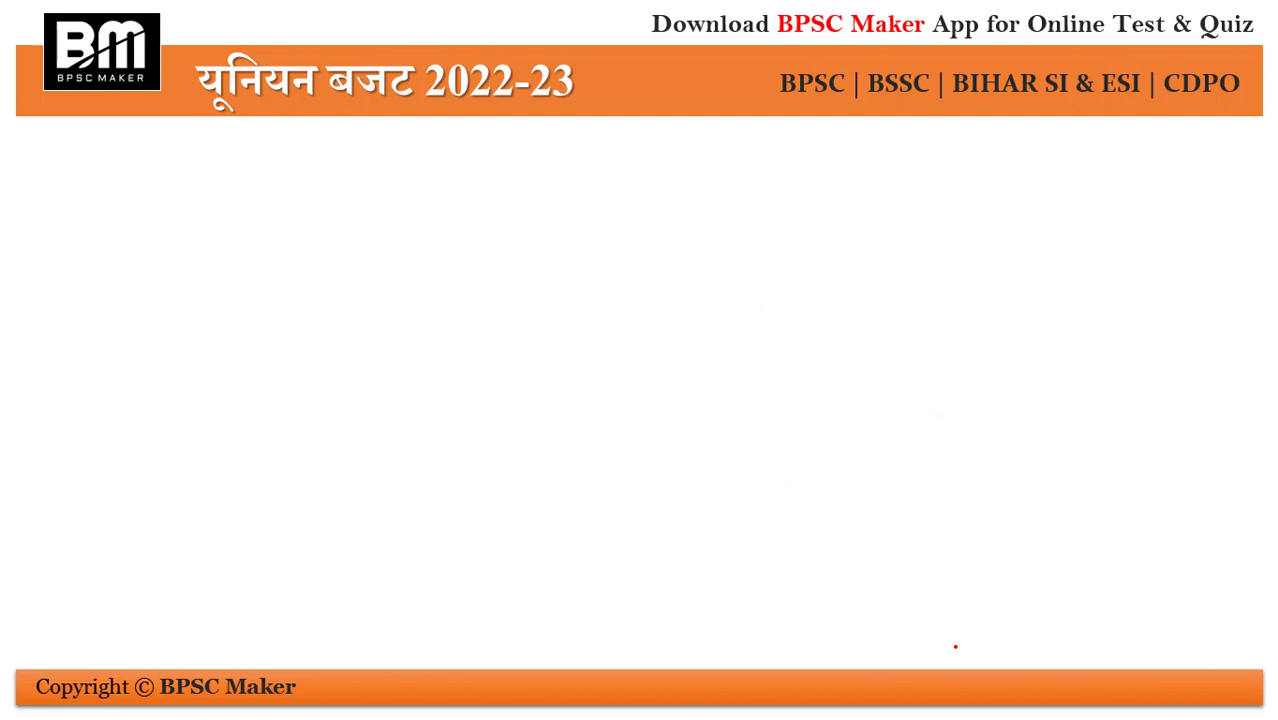 Download BPSC Maker App for Online Test & Quiz
BM
BPSC MAKER
यूनियन बजट 2022-23
BPSC | BSSC | BIHAR SI & ESI | CDPO
Copyright © BPSC Maker